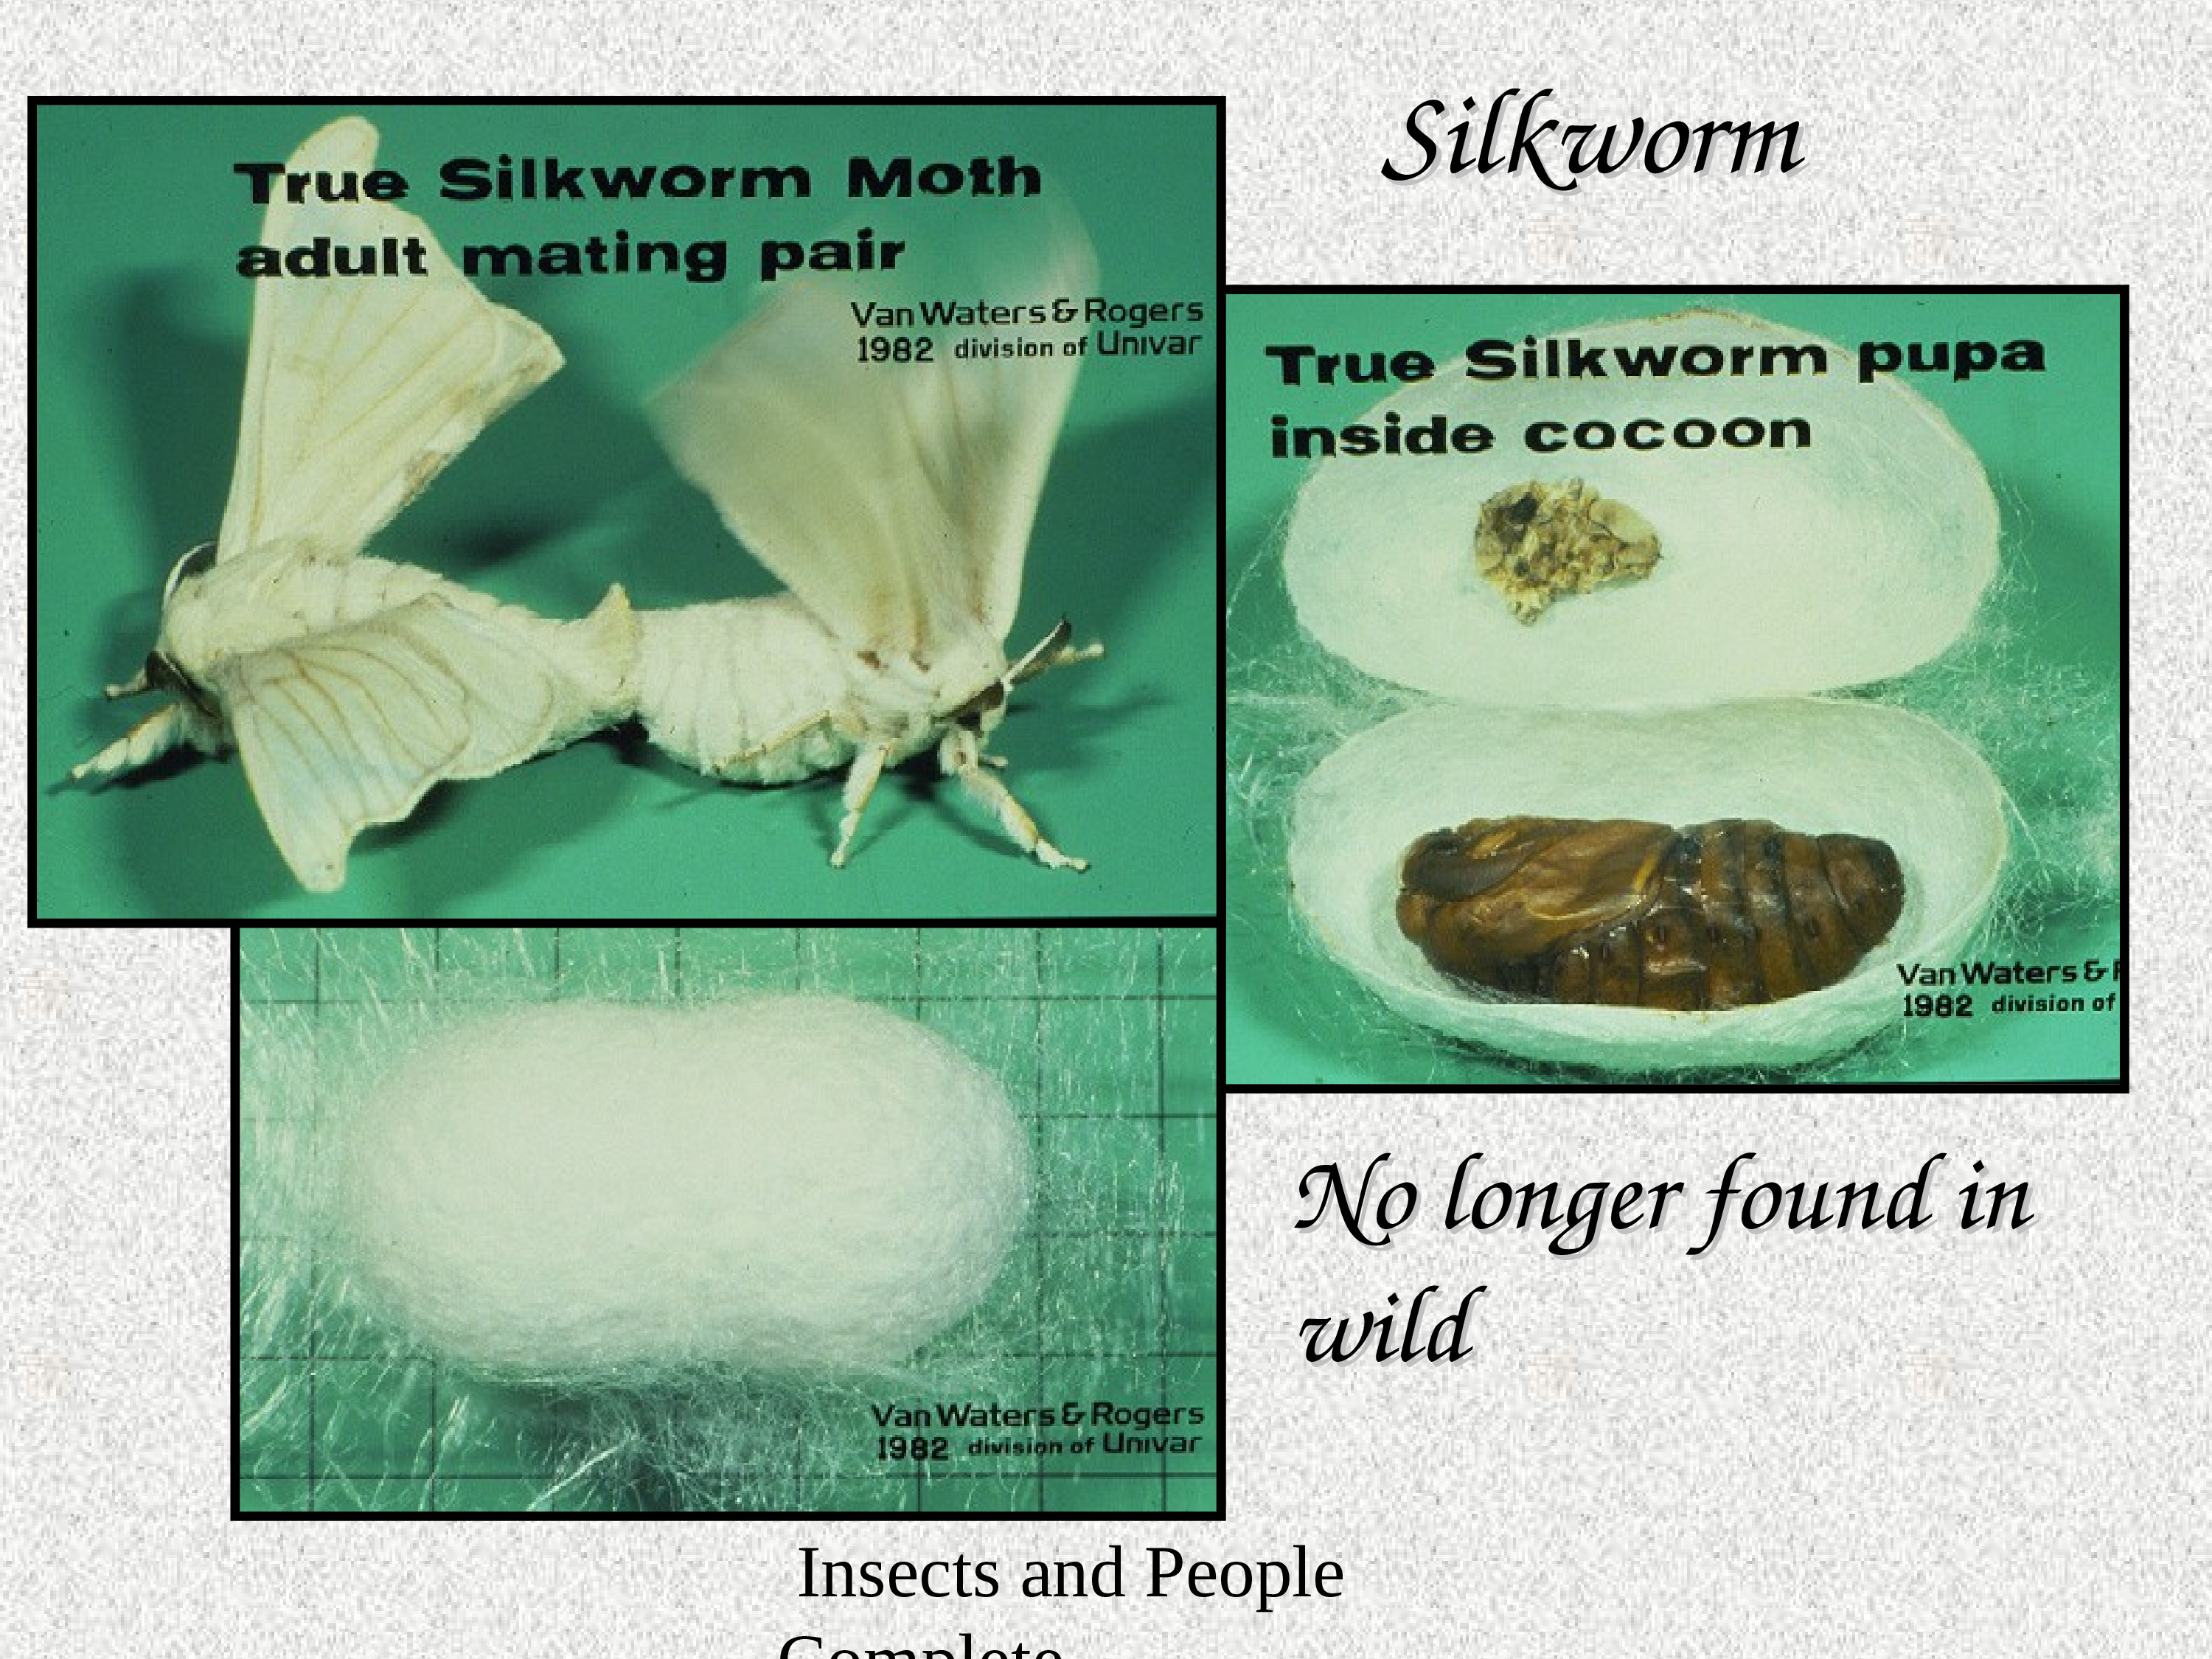 Silkworm
True Silkworm Moth
adult mating pair
Van Waters & Rogers
1982 division of Univar
True Silkworm pupa
inside cocoon
Van Waters &
1982 division of
Van Waters & Rogers
1982 division of Univar
No longer found in
wild
Insects and People
Complete